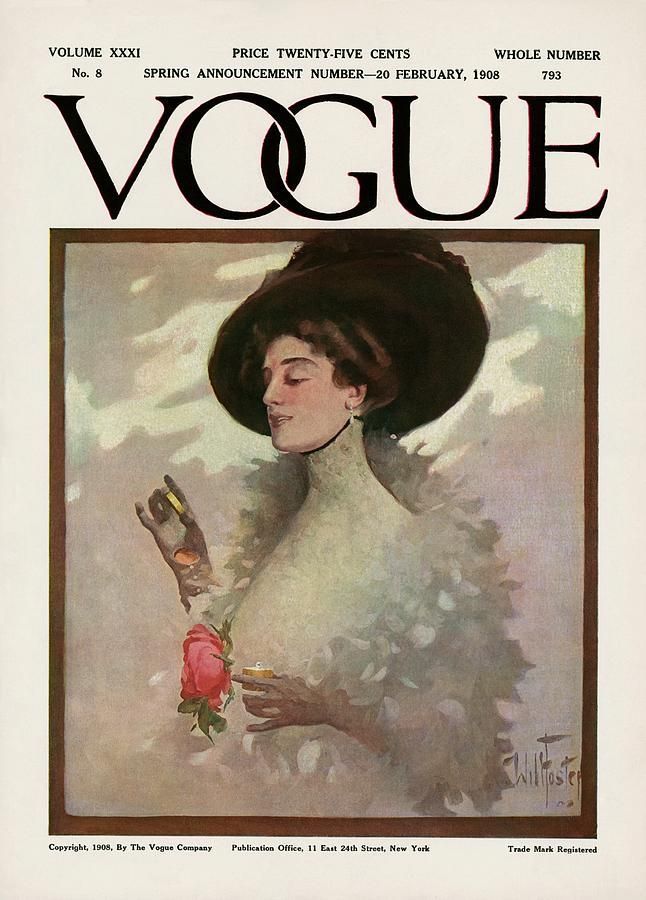 VOLUME XXXI PRICE TWENTY-FIVE CENTS WHOLE NUMBER
No. 8 SPRING ANNOUNCEMENT NUMBER—20 FEBRUARY, 1908 793
VOGUE
Will Foster
Copyright, 1908, By The Vogue Company Publication Office, 11 East 24th Street, New York Trade Mark Registered